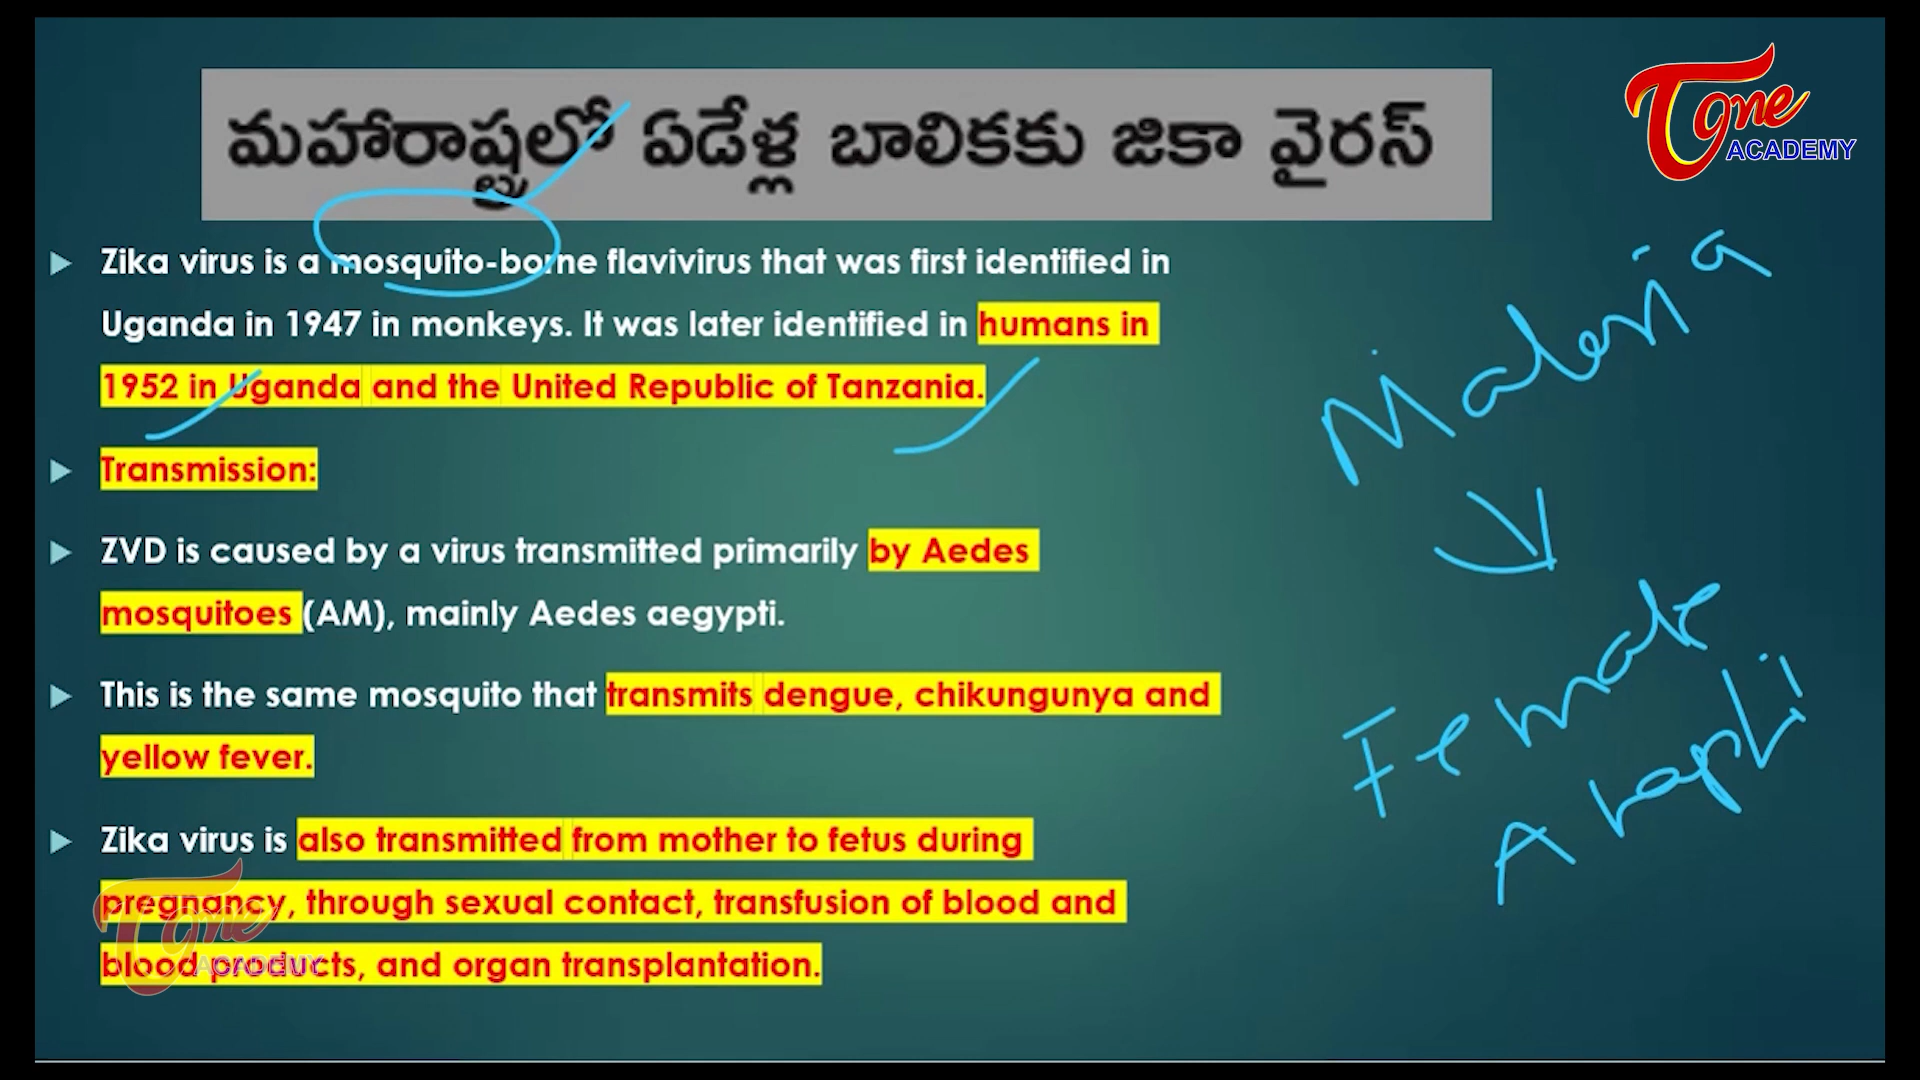 మహారాష్ట్రలో ఏడేళ్ల బాలికకు జికా వైరస్
Tone
ACADEMY
Zika virus is a mosquito-borne flavivirus that was first identified in
Uganda in 1947 in monkeys. It was later identified in humans in
1952 in Uganda and the United Republic of Tanzania.
Transmission:
ZVD is caused by a virus transmitted primarily by Aedes
mosquitoes (AM), mainly Aedes aegypti.
This is the same mosquito that transmits dengue, chikungunya and
yellow fever.
Zika virus is also transmitted from mother to fetus during
pregnancy, through sexual contact, transfusion of blood and
blood products, and organ transplantation.
Tone
ACADEMY
Maleria
Female